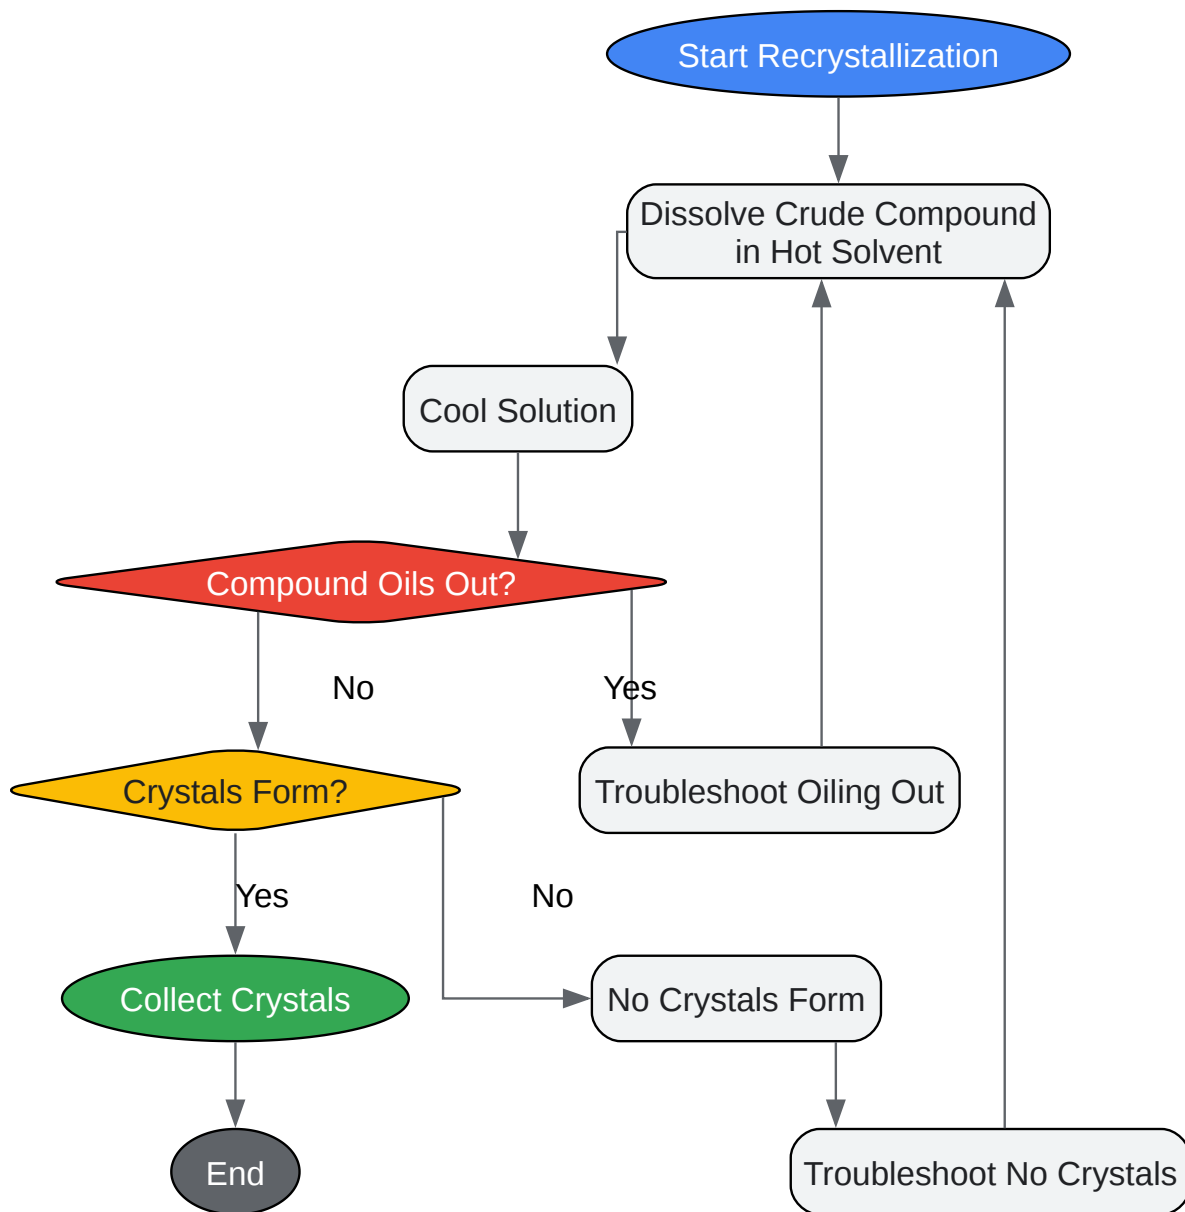 Start Recrystallization
Dissolve Crude Compound
in Hot Solvent
Cool Solution
Compound Oils Out?
No
Yes
Crystals Form?
Troubleshoot Oiling Out
Yes
No
Collect Crystals
No Crystals Form
End
Troubleshoot No Crystals